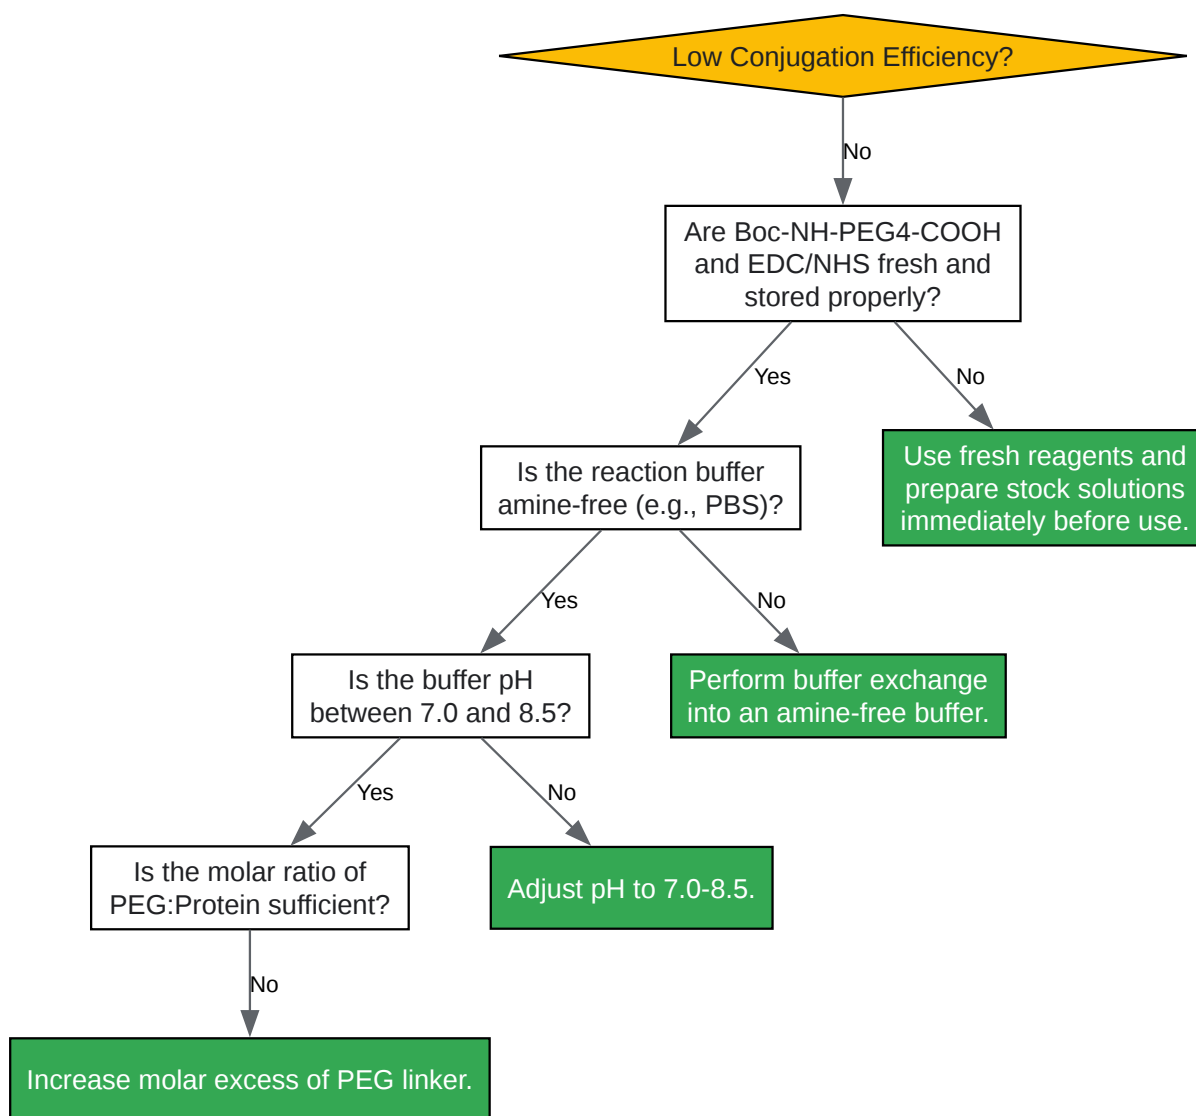 Low Conjugation Efficiency?
No
Are Boc-NH-PEG4-COOH
and EDC/NHS fresh and
stored properly?
Yes
No
Is the reaction buffer
amine-free (e.g., PBS)?
Use fresh reagents and
prepare stock solutions
immediately before use.
Yes
No
Is the buffer pH
between 7.0 and 8.5?
Perform buffer exchange
into an amine-free buffer.
Yes
No
Is the molar ratio of
PEG:Protein sufficient?
Adjust pH to 7.0-8.5.
No
Increase molar excess of PEG linker.